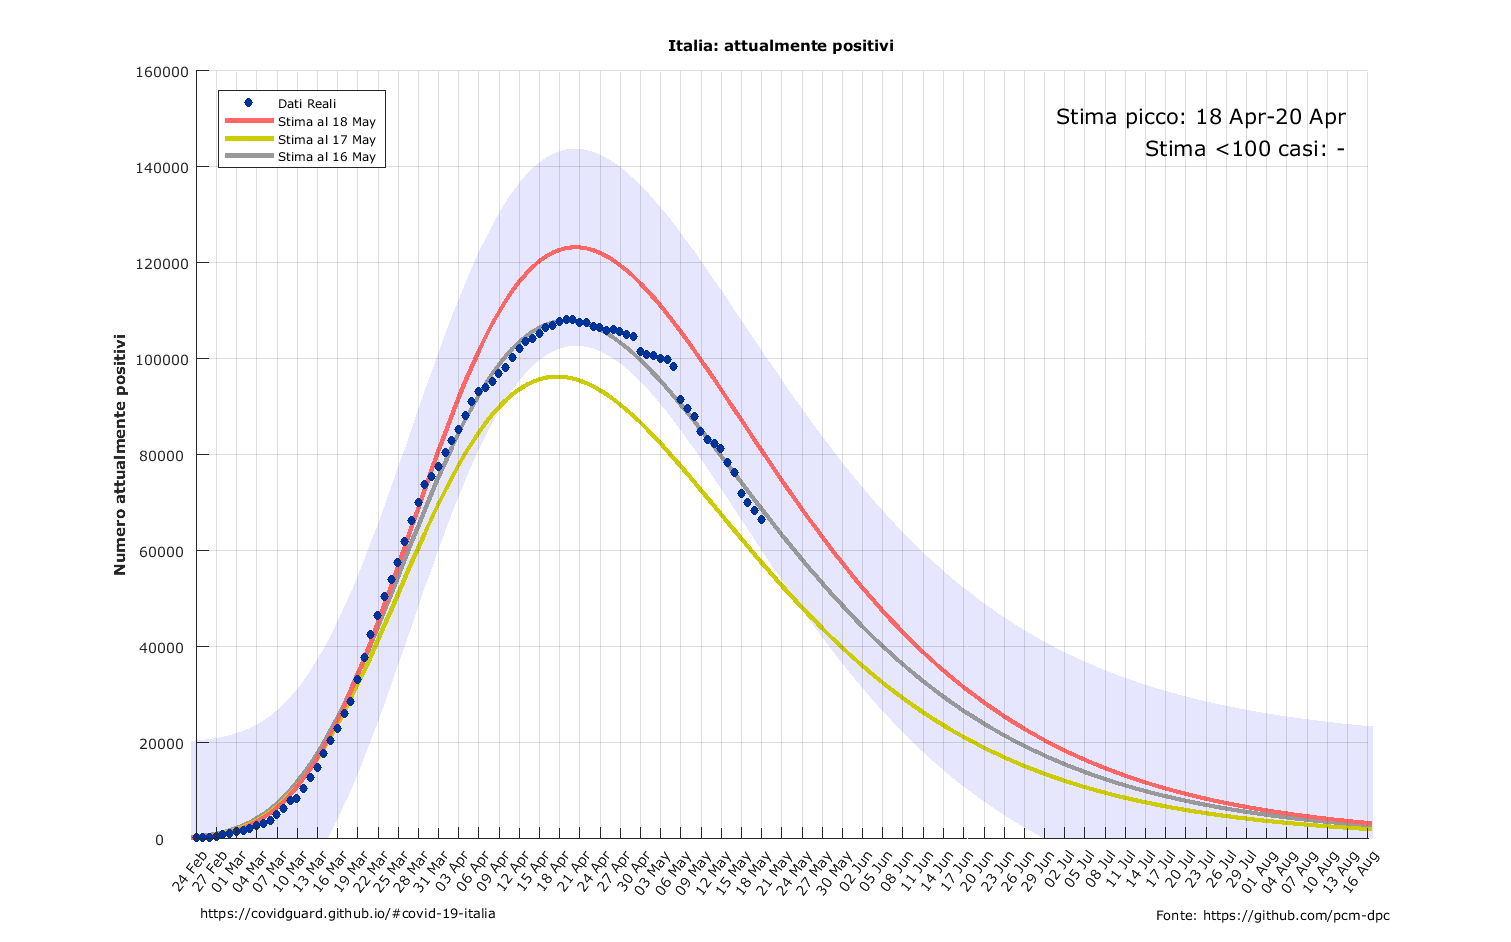 Italia: attualmente positivi
160000
140000
120000
100000
80000
60000
40000
20000
0
Numero attualmente positivi
Dati Reali
Stima al 18 May
Stima al 17 May
Stima al 16 May
Stima picco: 18 Apr-20 Apr
Stima <100 casi: -
24 Feb
27 Feb
01 Mar
04 Mar
07 Mar
10 Mar
13 Mar
16 Mar
19 Mar
22 Mar
25 Mar
28 Mar
31 Mar
03 Apr
06 Apr
09 Apr
12 Apr
15 Apr
18 Apr
21 Apr
24 Apr
27 Apr
30 Apr
03 May
06 May
09 May
12 May
15 May
18 May
21 May
24 May
27 May
30 May
02 Jun
05 Jun
08 Jun
11 Jun
14 Jun
17 Jun
20 Jun
23 Jun
26 Jun
29 Jun
02 Jul
05 Jul
08 Jul
11 Jul
14 Jul
17 Jul
20 Jul
23 Jul
26 Jul
29 Jul
01 Aug
04 Aug
07 Aug
10 Aug
13 Aug
16 Aug
https://covidguard.github.io/#covid-19-italia
Fonte: https://github.com/pcm-dpc